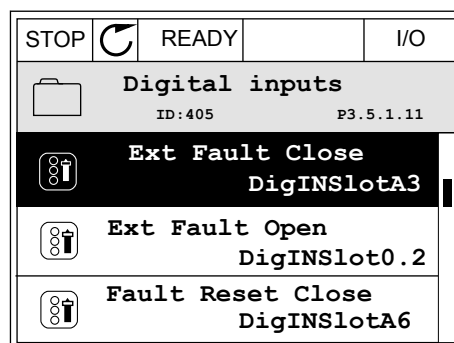 STOP READY I/O
Digital inputs
ID:405 P3.5.1.11
Ext Fault Close
DigINSlotA3
Ext Fault Open
DigINSlot0.2
Fault Reset Close
DigINSlotA6